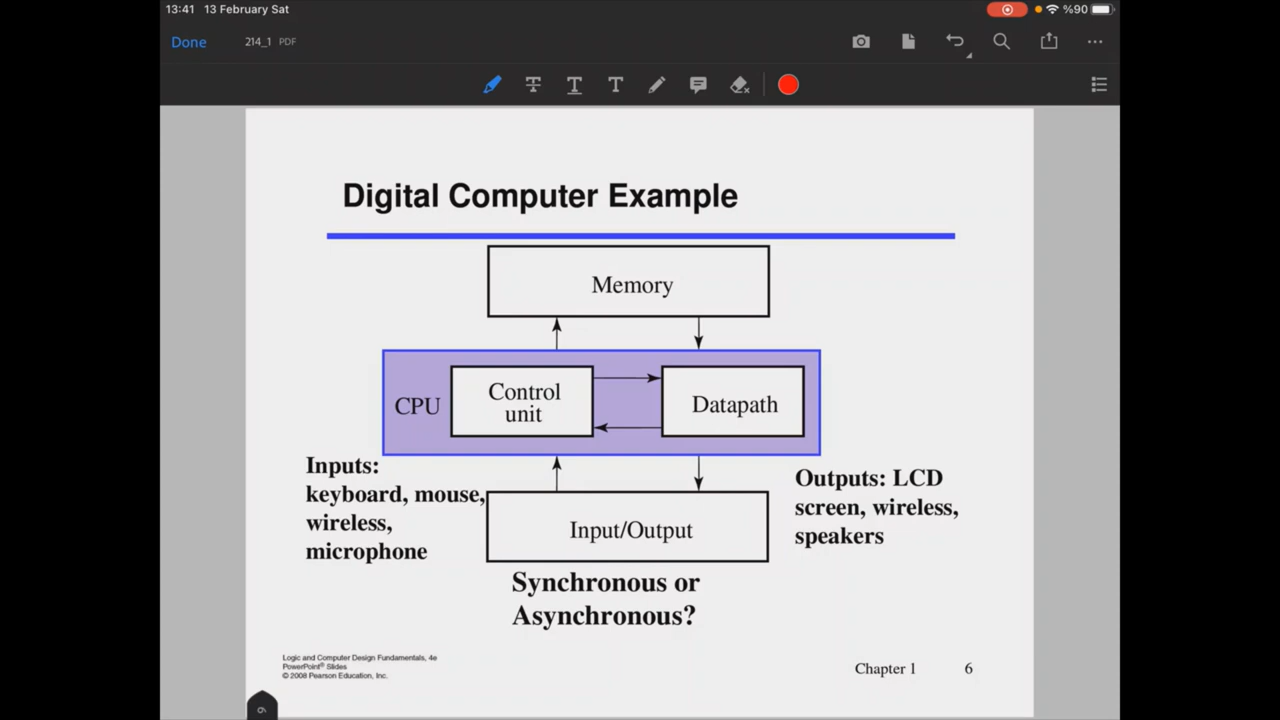 13:41 13 February Sat
%90
Done
214_1 PDF
Digital Computer Example
Memory
CPU
Control
unit
Datapath
Inputs:
keyboard, mouse,
wireless,
microphone
Input/Output
Outputs: LCD
screen, wireless,
speakers
Synchronous or
Asynchronous?
Logic and Computer Design Fundamentals, 4e
PowerPoint® Slides
© 2008 Pearson Education, Inc.
Chapter 1 6